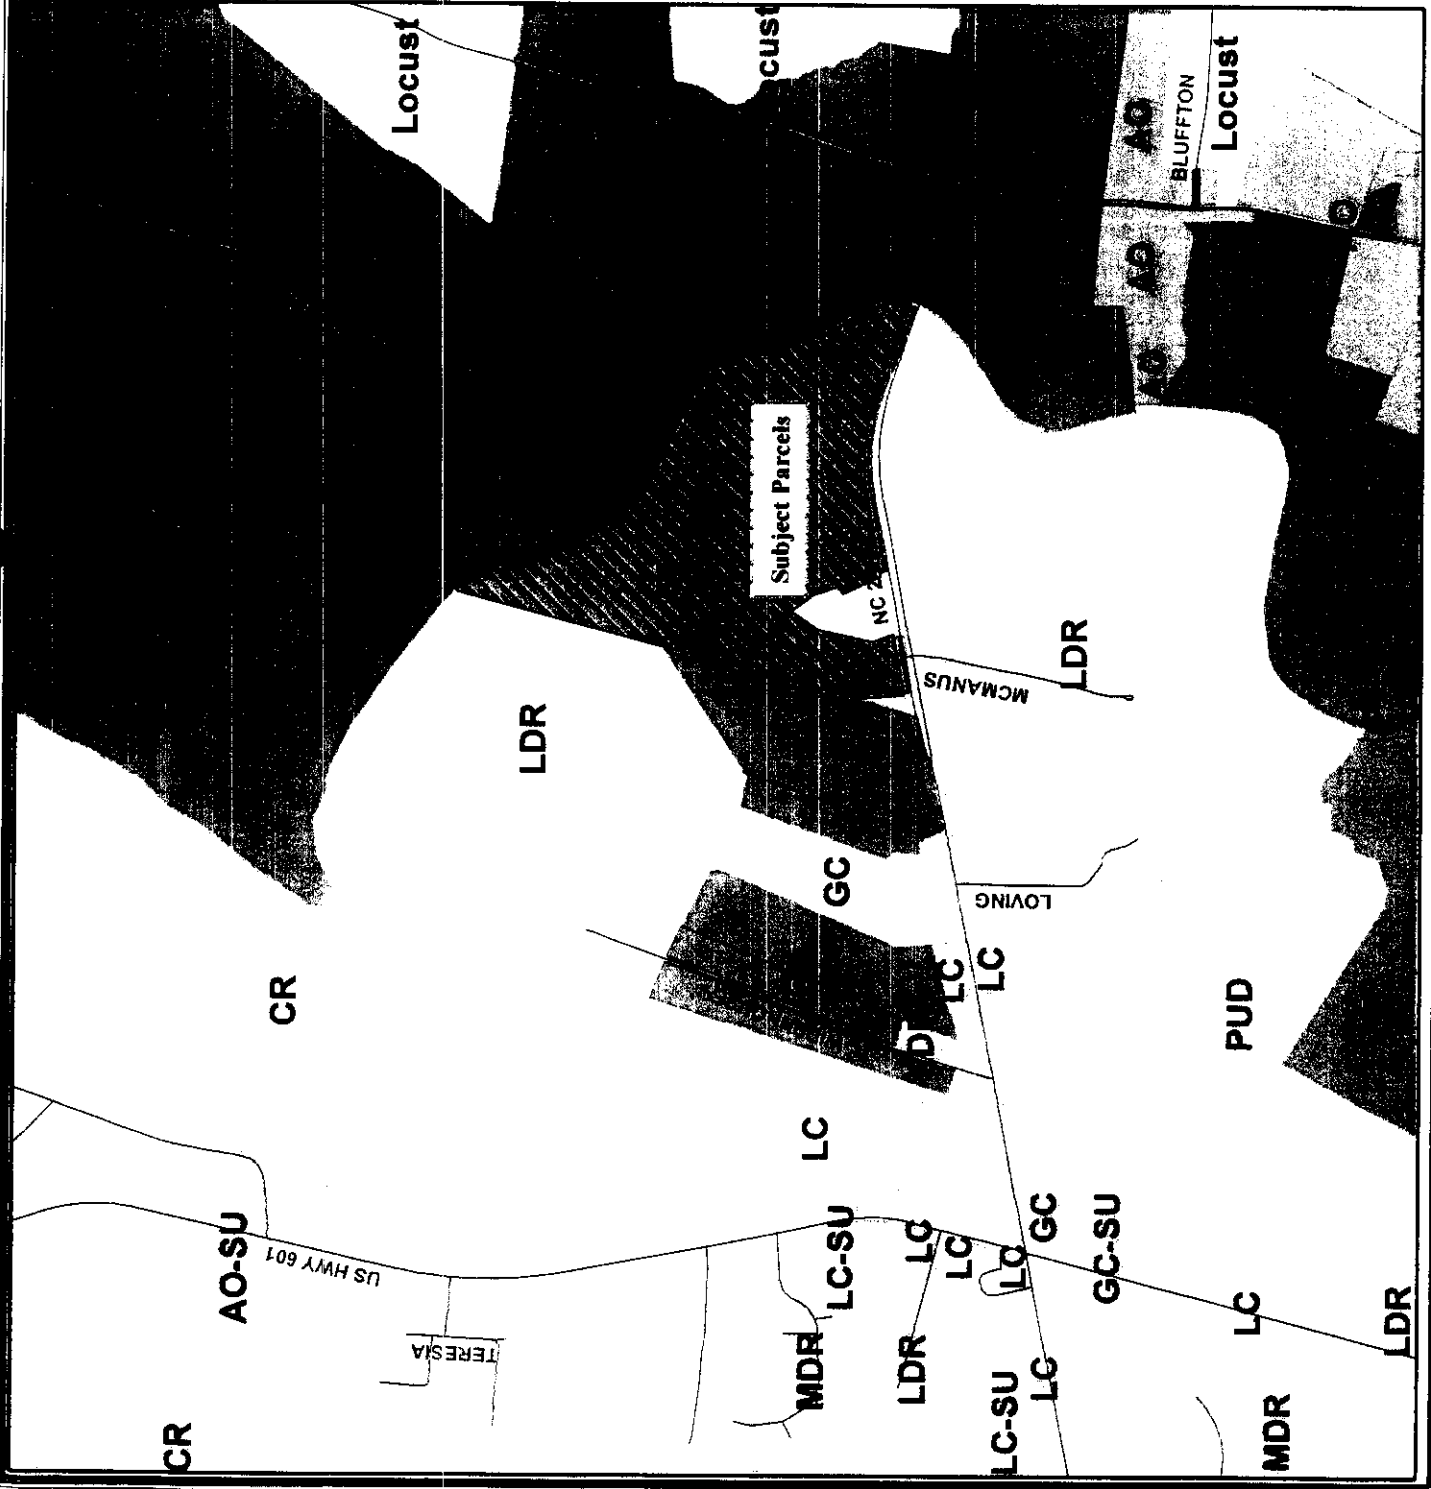 Locust
cust
Locust
AO
BLUFFTON
AO
AO
O
Subject Parcels
NC 2
LDR
MCMANUS
LDR
GC
LOVING
CR
LC
LC
D
PUD
LC
AO-SU
US HWY 601
LC-SU
LC
LC
LC
GC
GC-SU
LC
LDR
TERESIA
MDR
LDR
LC
LC-SU
CR
MDR